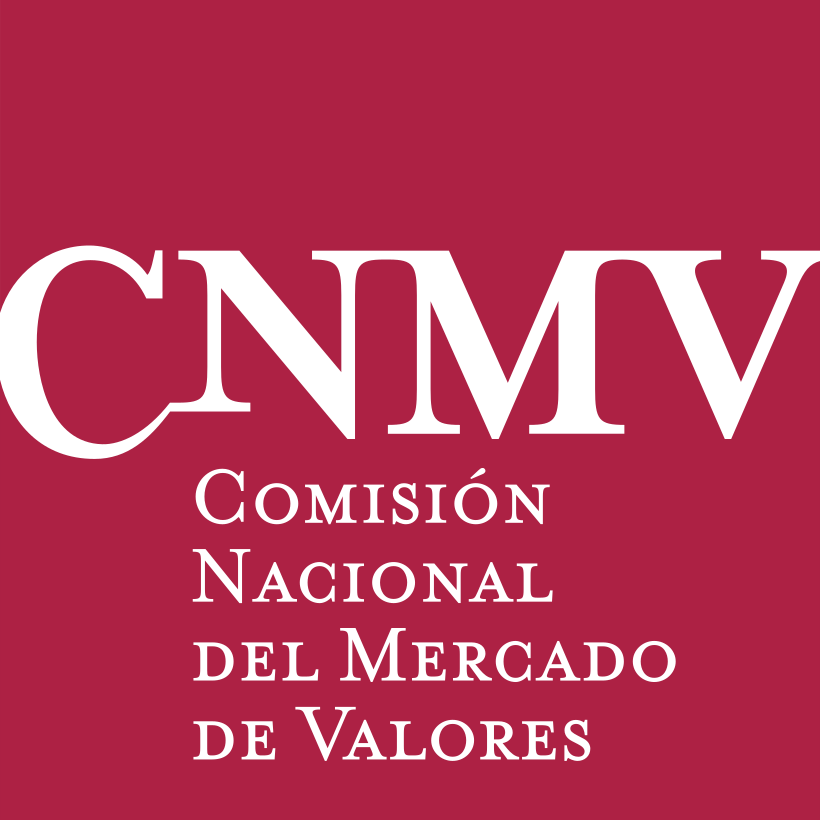 CNMV
Comisión
Nacional
del Mercado
de Valores